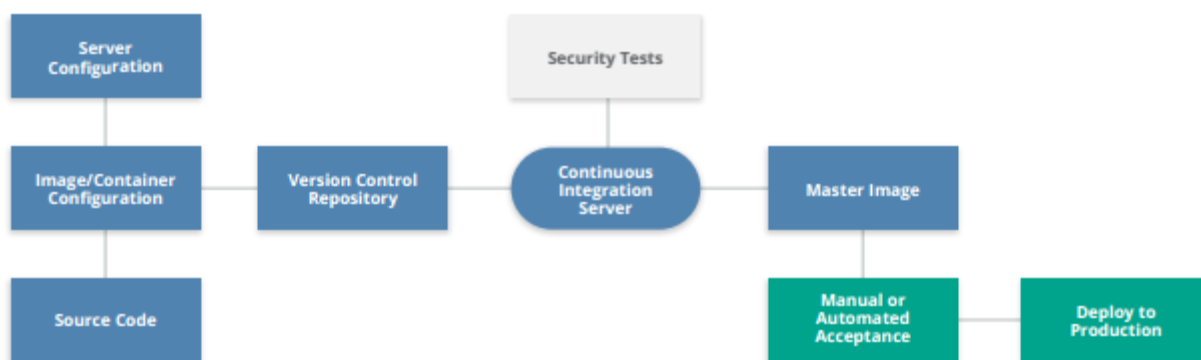 Server
Configuration
Security Tests
Image/Container
Configuration
Version Control
Repository
Continuous
Integration
Server
Master Image
Source Code
Manual or
Automated
Acceptance
Deploy to
Production